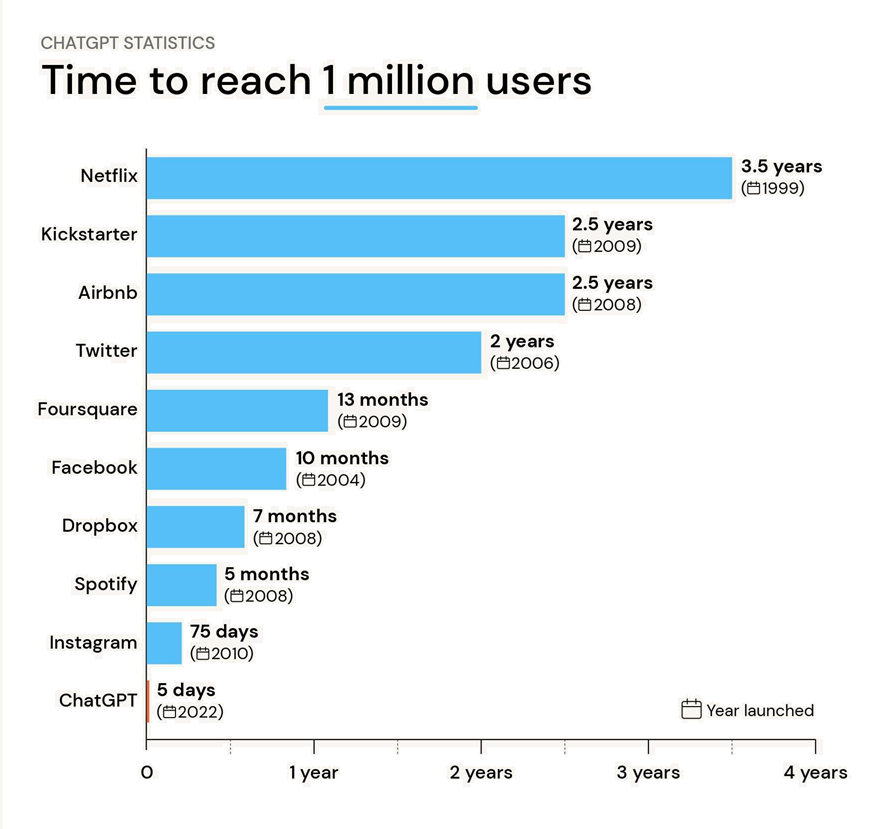 CHATGPT STATISTICS
Time to reach 1 million users
Netflix
3.5 years
(1999)
Kickstarter
2.5 years
(2009)
Airbnb
2.5 years
(2008)
Twitter
2 years
(2006)
Foursquare
13 months
(2009)
Facebook
10 months
(2004)
Dropbox
7 months
(2008)
Spotify
5 months
(2008)
Instagram
75 days
(2010)
ChatGPT
5 days
(2022)
Year launched
0 1 year 2 years 3 years 4 years